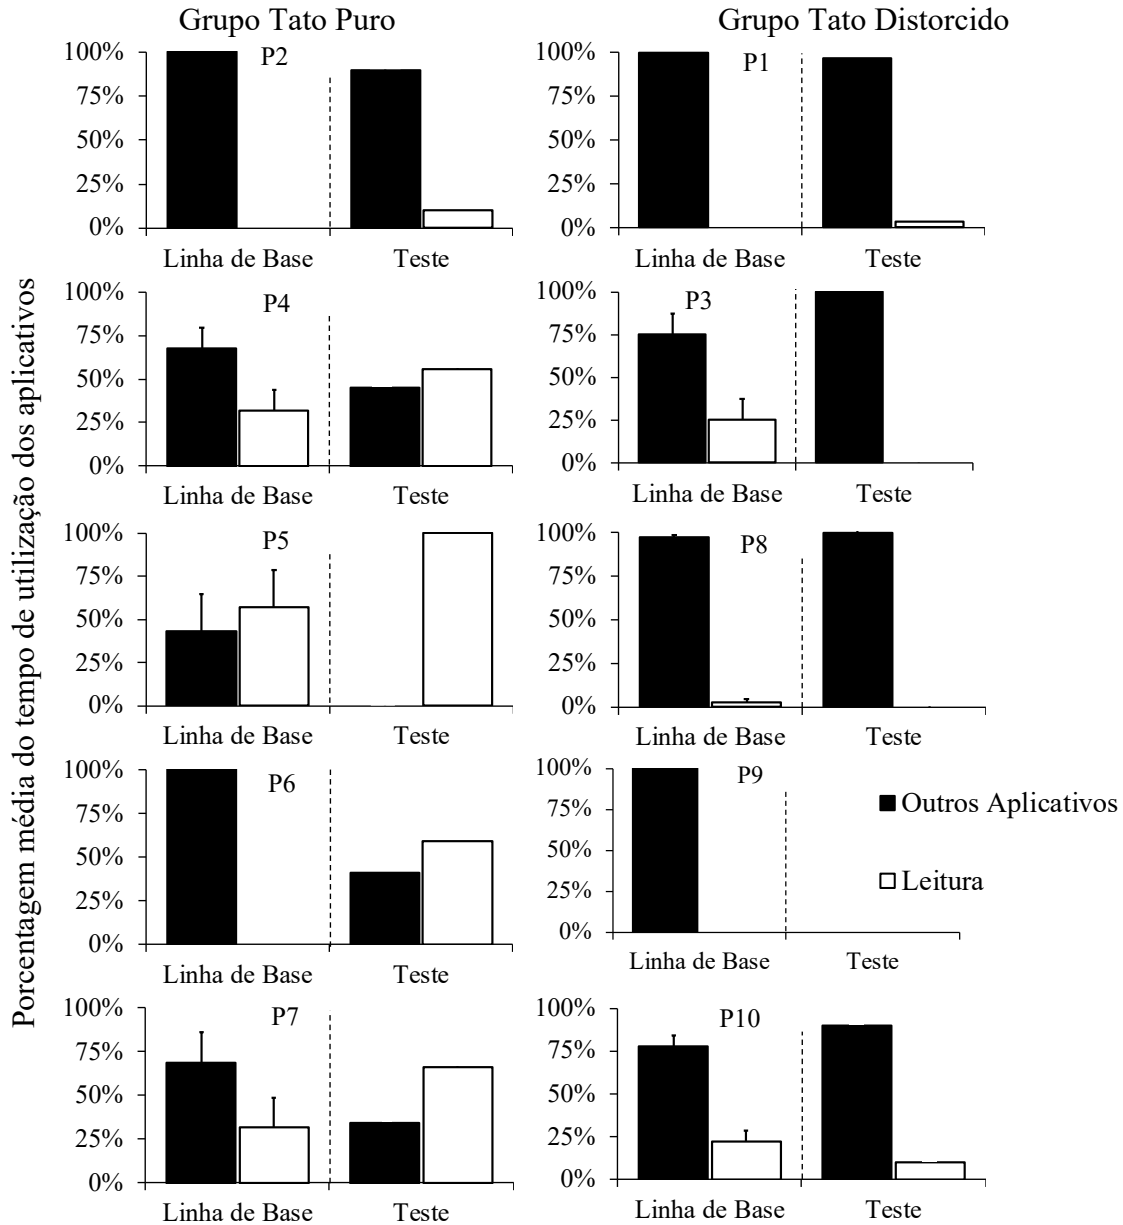 Grupo Tato Puro
Grupo Tato Distorcido
Porcentagem média do tempo de utilização dos aplicativos
P2
100%
75%
50%
25%
0%
Linha de Base
Teste
P1
100%
75%
50%
25%
0%
Linha de Base
Teste
P4
100%
75%
50%
25%
0%
Linha de Base
Teste
P3
100%
75%
50%
25%
0%
Linha de Base
Teste
P5
100%
75%
50%
25%
0%
Linha de Base
Teste
P8
100%
75%
50%
25%
0%
Linha de Base
Teste
P6
100%
75%
50%
25%
0%
Linha de Base
Teste
P9
100%
75%
50%
25%
0%
Linha de Base
Teste
Outros Aplicativos
Leitura
P7
100%
75%
50%
25%
0%
Linha de Base
Teste
P10
100%
75%
50%
25%
0%
Linha de Base
Teste